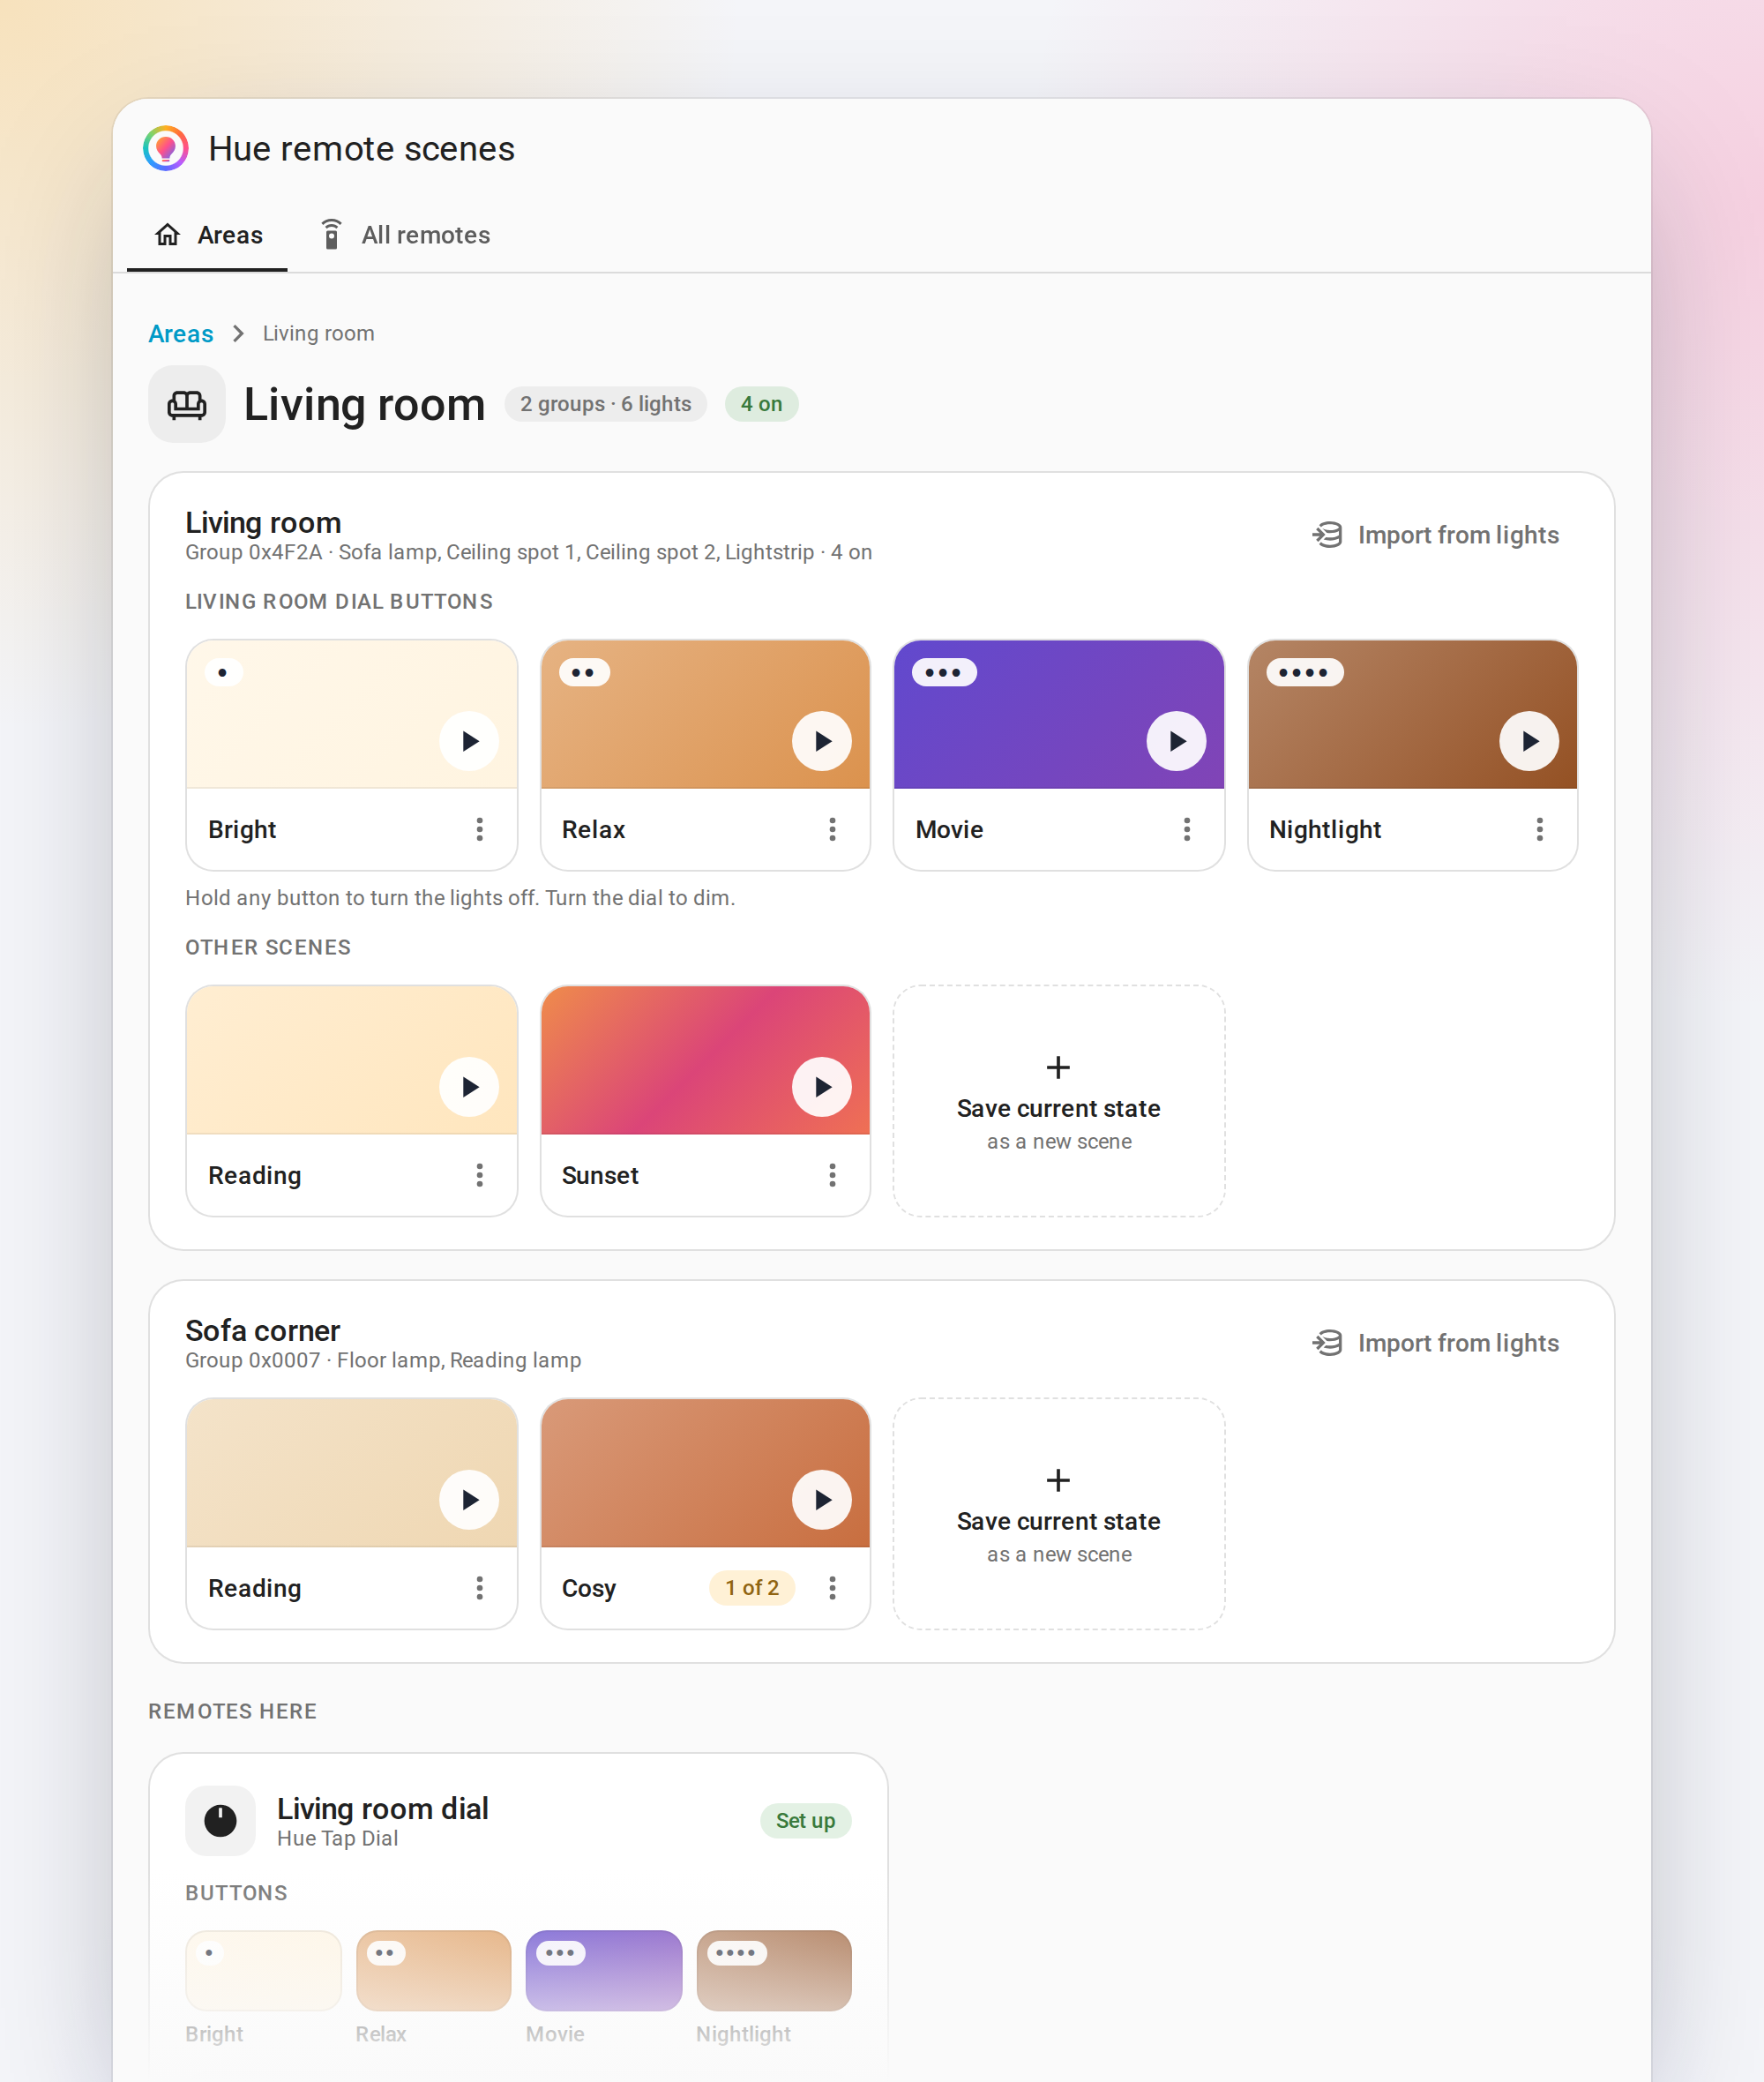 Hue remote scenes
Areas
All remotes
Areas
Living room
Living room
2 groups · 6 lights
4 on
Living room
Group 0x4F2A · Sofa lamp, Ceiling spot 1, Ceiling spot 2, Lightstrip · 4 on
Import from lights
LIVING ROOM DIAL BUTTONS
Bright
Relax
Movie
Nightlight
Hold any button to turn the lights off. Turn the dial to dim.
OTHER SCENES
Reading
Sunset
Save current state
as a new scene
Sofa corner
Group 0x0007 · Floor lamp, Reading lamp
Import from lights
Reading
Cosy
1 of 2
Save current state
as a new scene
REMOTES HERE
Living room dial
Hue Tap Dial
Set up
BUTTONS
Bright
Relax
Movie
Nightlight